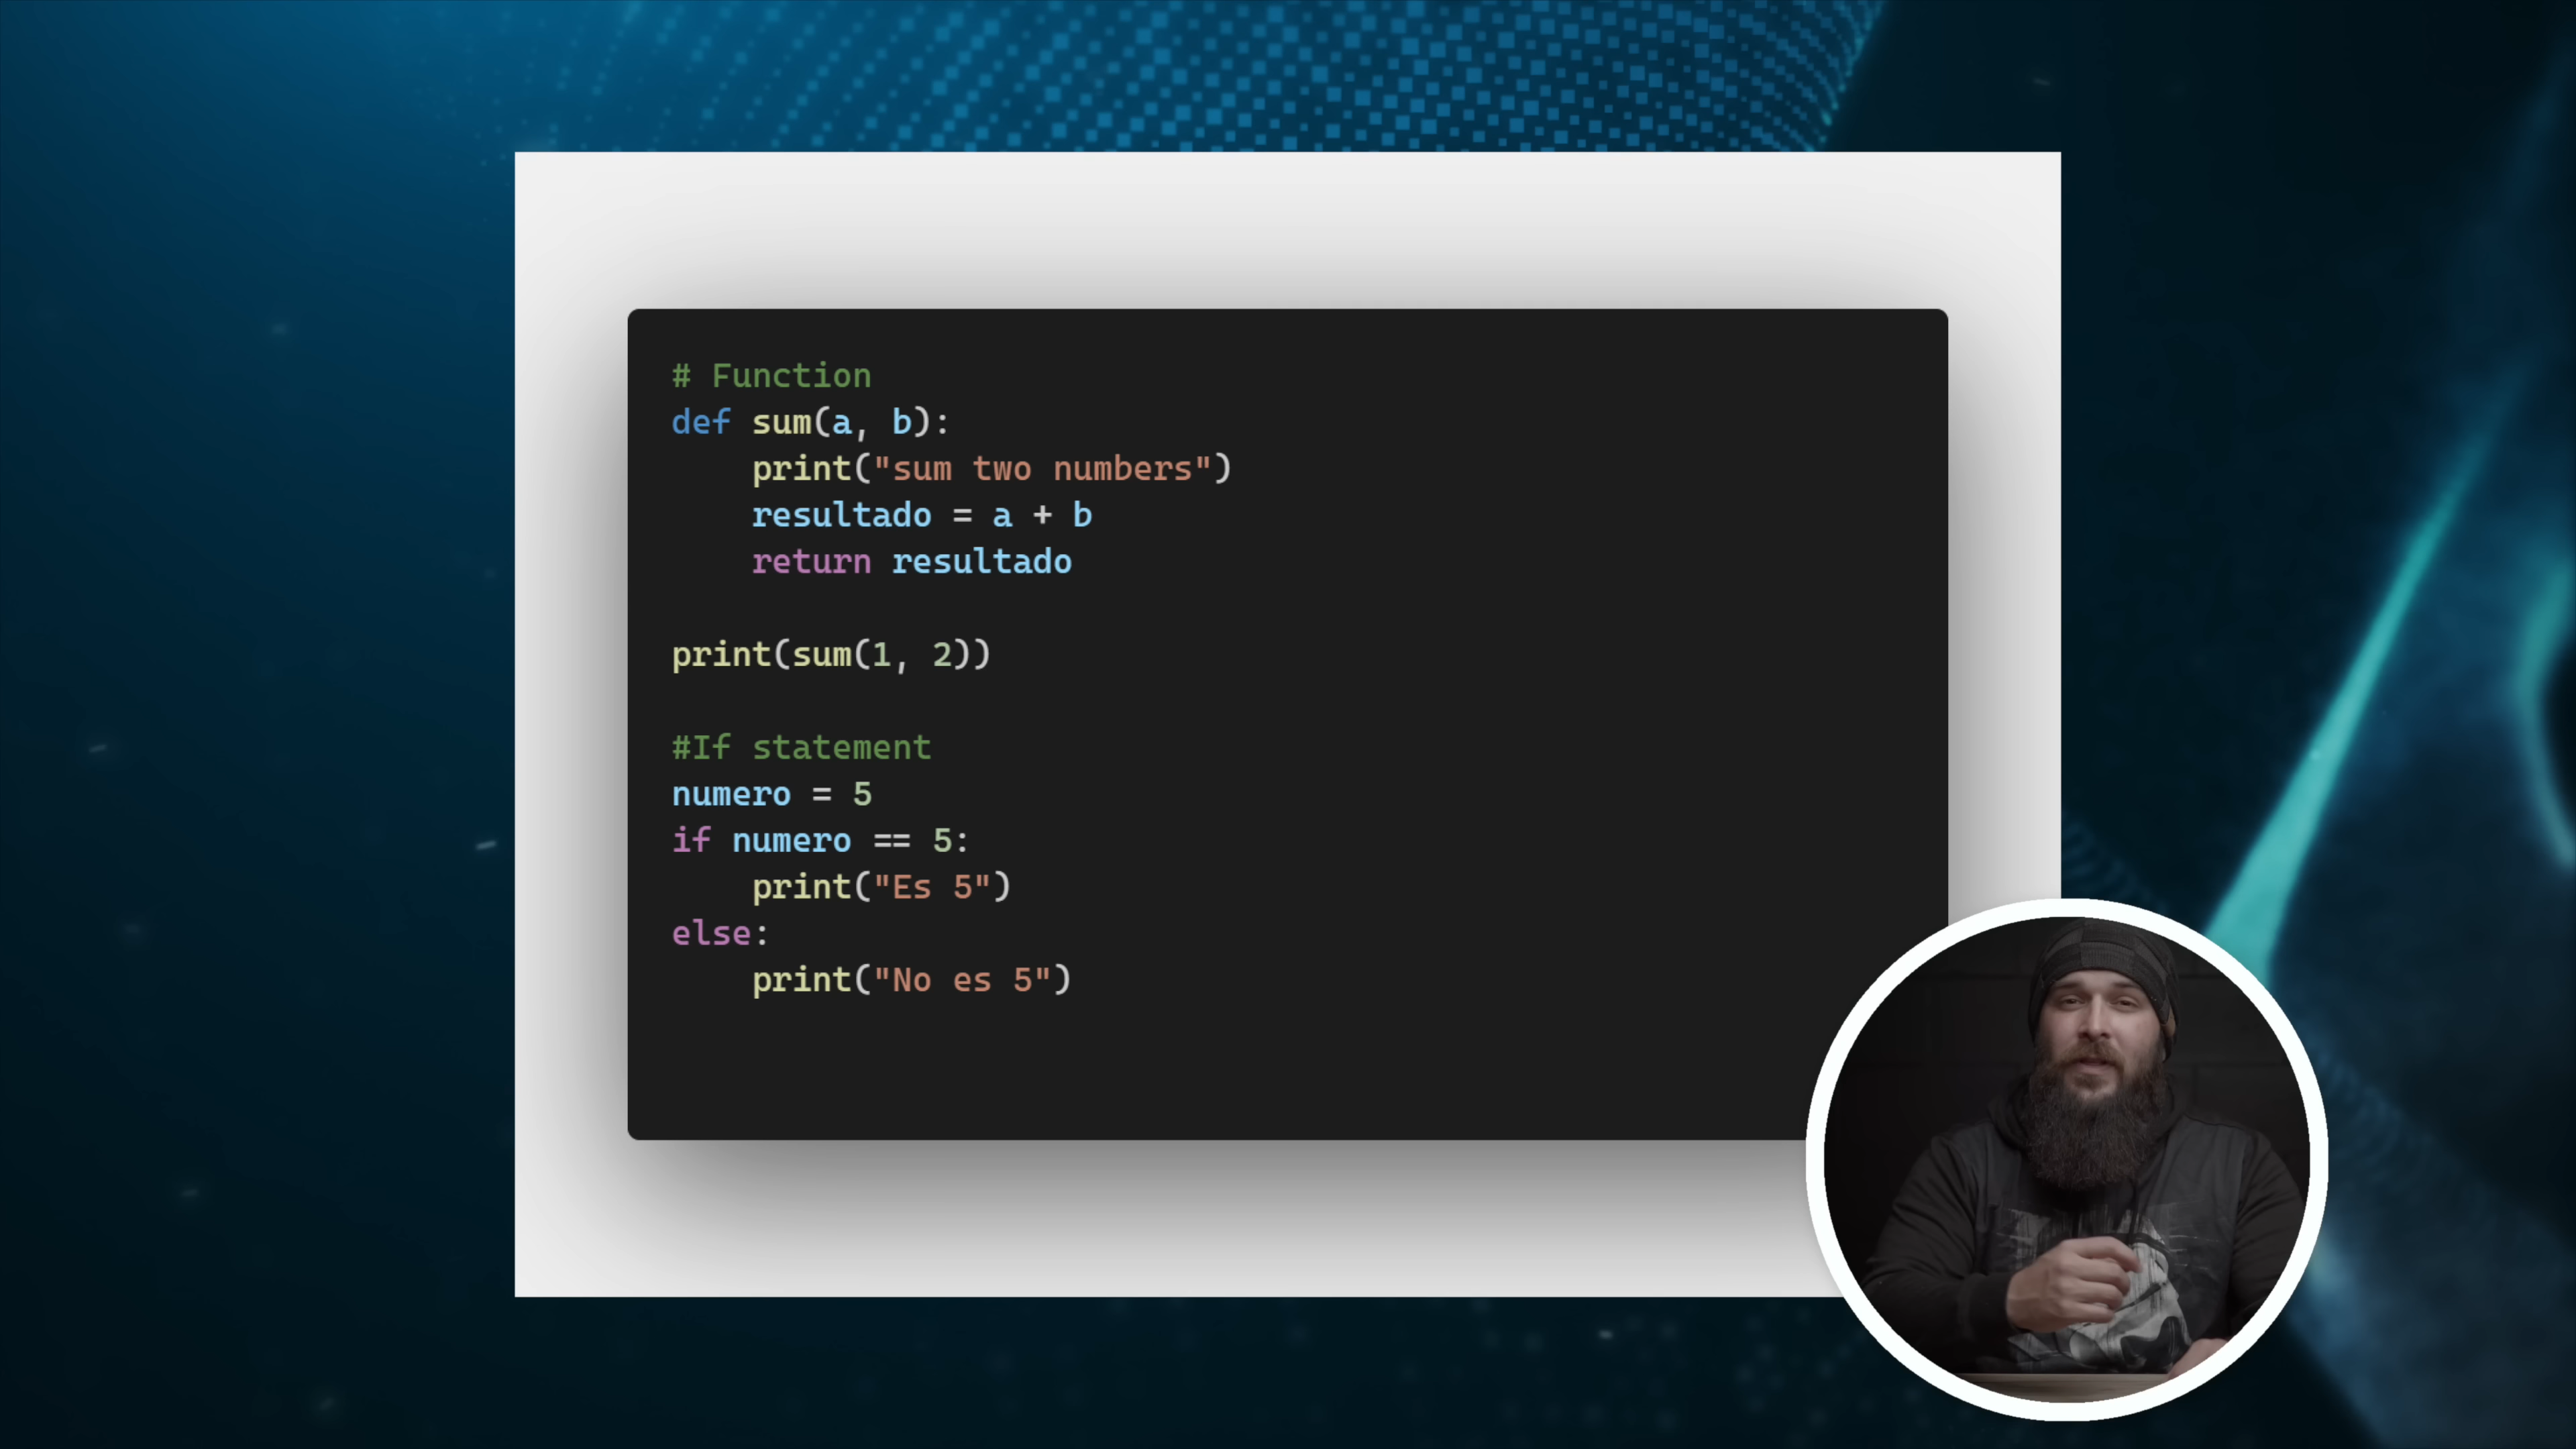 # Function
def sum(a, b):
    print("sum two numbers")
    resultado = a + b
    return resultado
print(sum(1, 2))
#If statement
numero = 5
if numero == 5:
    print("Es 5")
else:
    print("No es 5")